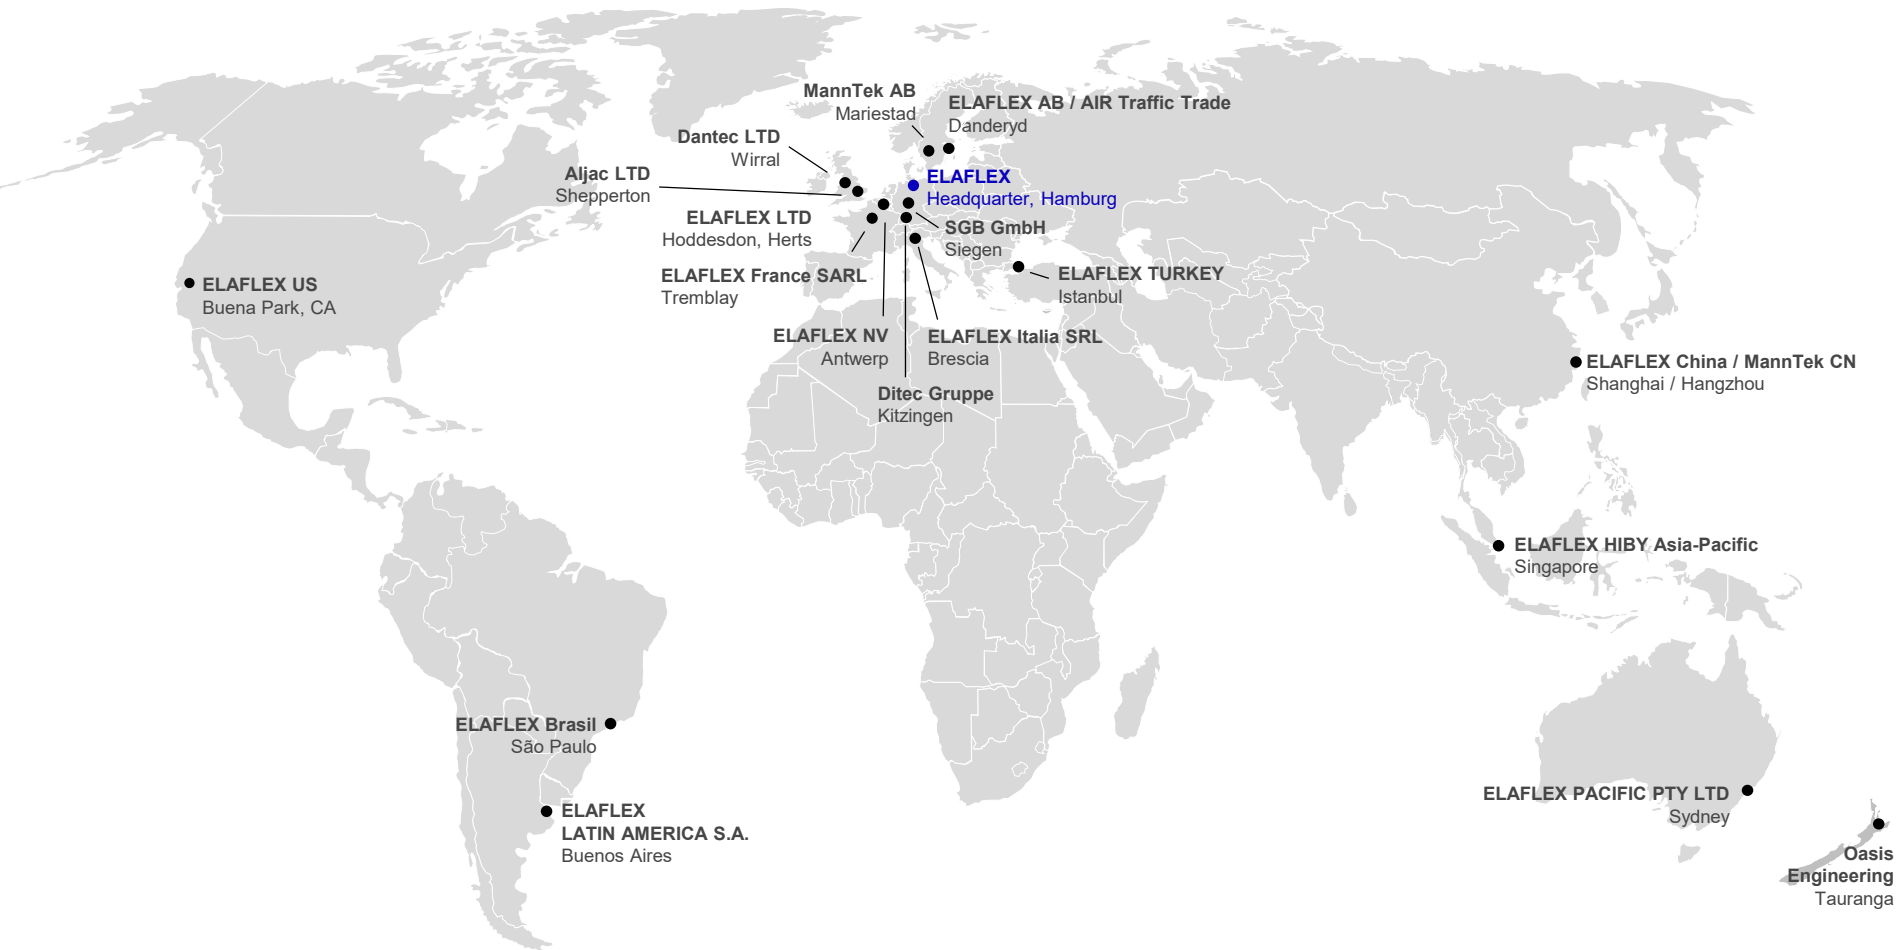 MannTek AB
Mariestad
ELAFLEX AB / AIR Traffic Trade
Danderyd
Dantec LTD
Wirral
Aljac LTD
Shepperton
ELAFLEX
Headquarter, Hamburg
ELAFLEX LTD
Hoddesdon, Herts
SGB GmbH
Siegen
ELAFLEX France SARL
Tremblay
ELAFLEX TURKEY
Istanbul
ELAFLEX US
Buena Park, CA
ELAFLEX NV
Antwerp
ELAFLEX Italia SRL
Brescia
Ditec Gruppe
Kitzingen
ELAFLEX China / MannTek CN
Shanghai / Hangzhou
ELAFLEX HIBY Asia-Pacific
Singapore
ELAFLEX Brasil
São Paulo
ELAFLEX
LATIN AMERICA S.A.
Buenos Aires
ELAFLEX PACIFIC PTY LTD
Sydney
Oasis
Engineering
Tauranga